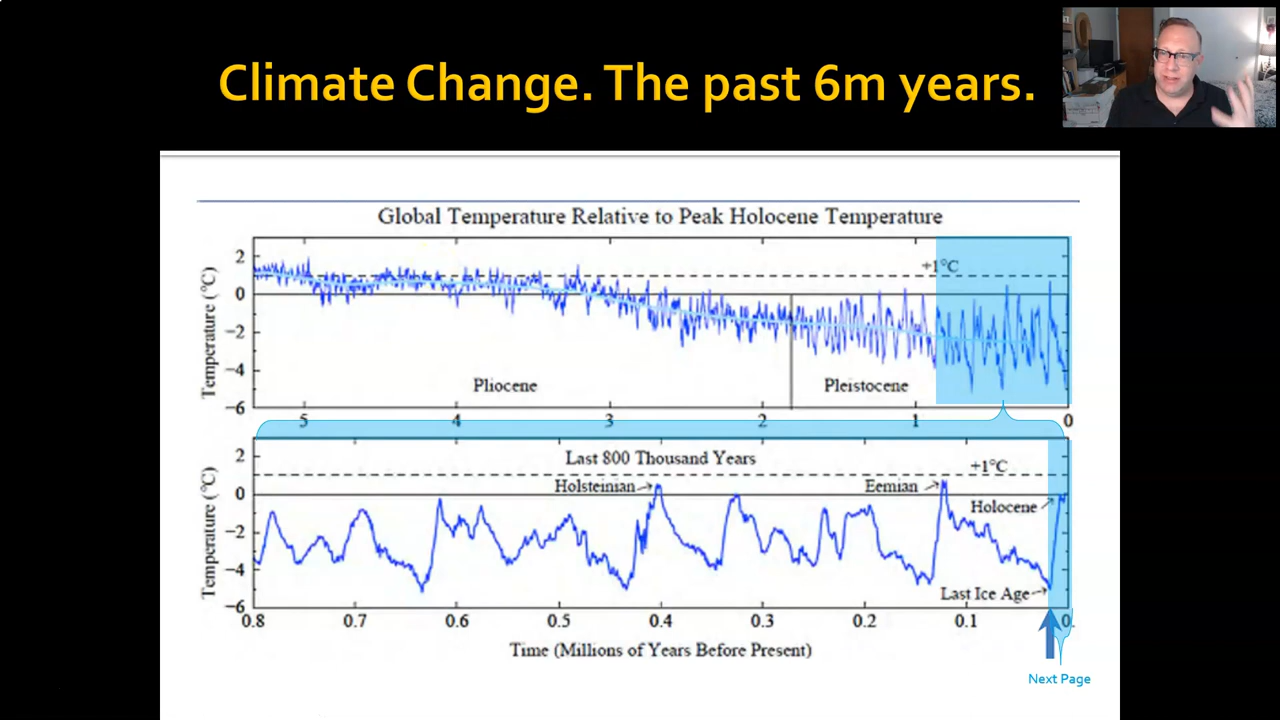 Climate Change. The past 6m years.
Global Temperature Relative to Peak Holocene Temperature
Temperature (°C)
2
0
−2
−4
−6
+1°C
Pliocene
Pleistocene
5 4 3 2 1 0
Temperature (°C)
2
0
−2
−4
−6
Last 800 Thousand Years
+1°C
Holsteinian
Eemian
Holocene
Last Ice Age
0.8 0.7 0.6 0.5 0.4 0.3 0.2 0.1 0.
Time (Millions of Years Before Present)
Next Page